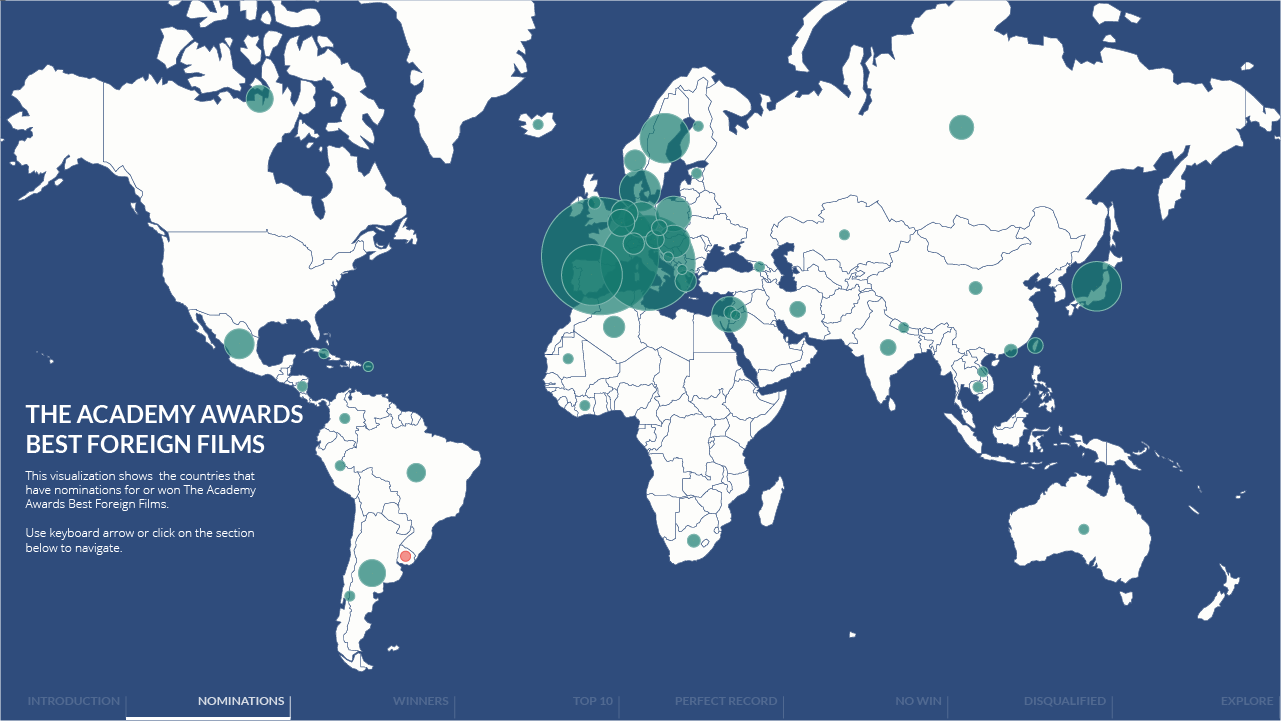 THE ACADEMY AWARDS
BEST FOREIGN FILMS
This visualization shows  the countries that
have nominations for or won The Academy
Awards Best Foreign Films.
Use keyboard arrow or click on the section
below to navigate.
INTRODUCTION
NOMINATIONS
WINNERS
TOP 10
PERFECT RECORD
NO WIN
DISQUALIFIED
EXPLORE